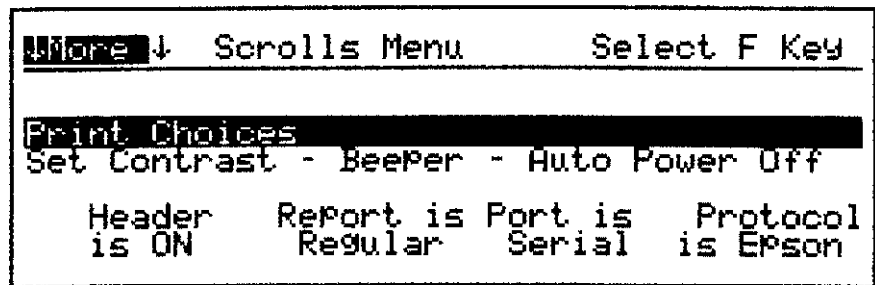 ↓More↓ Scrolls Menu Select F Key
Print Choices
Set Contrast - Beeper - Auto Power Off
Header Report is Port is Protocol
is ON Regular Serial is Epson